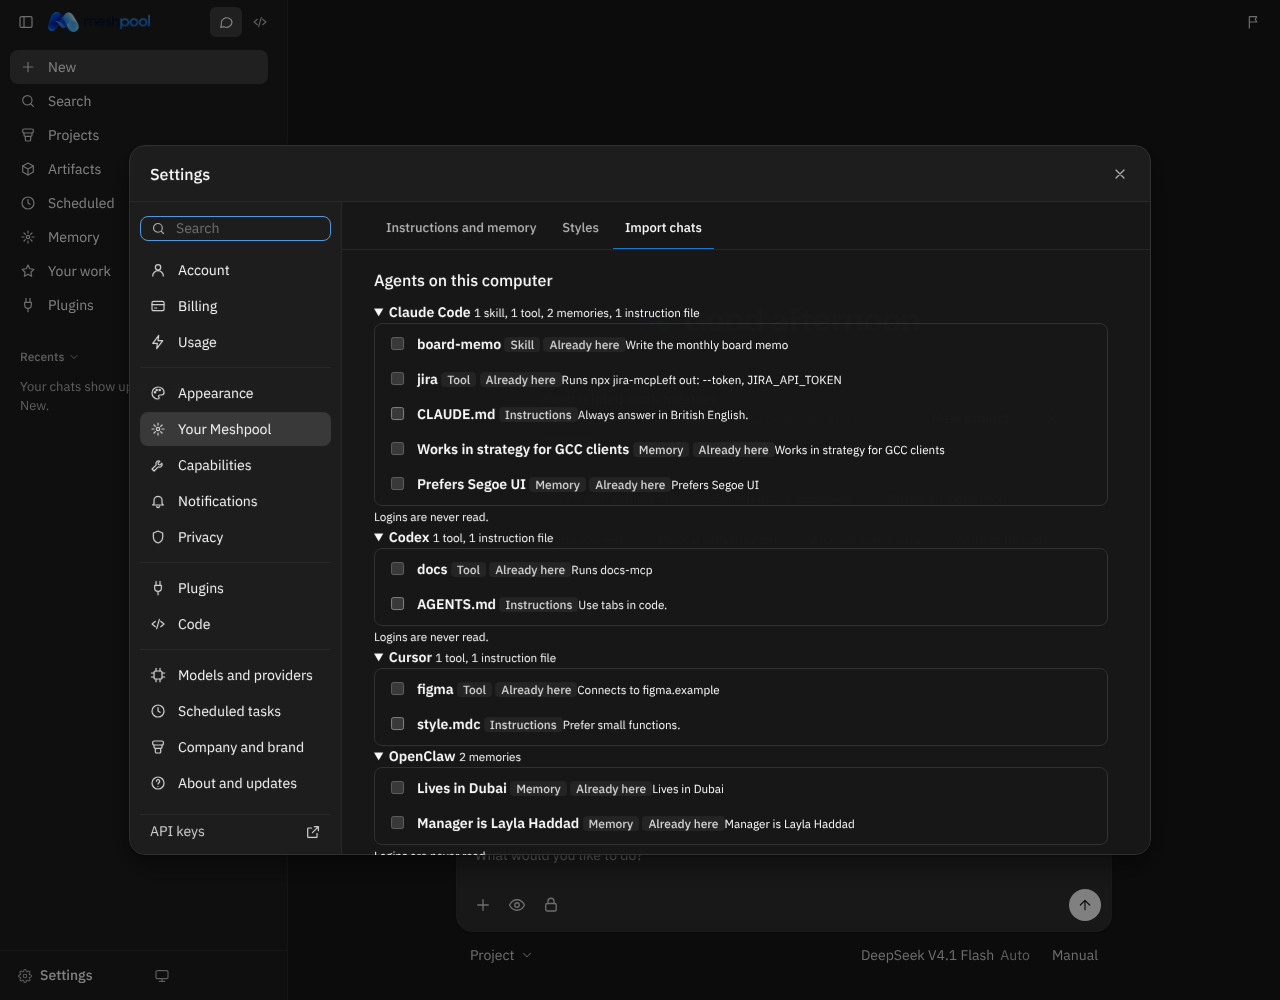 meshpool
New
Search
Projects
Artifacts
Scheduled
Memory
Your work
Plugins
Recents
Your chats show up
New.
Settings
Settings
Search
Account
Billing
Usage
Appearance
Your Meshpool
Capabilities
Notifications
Privacy
Plugins
Code
Models and providers
Scheduled tasks
Company and brand
About and updates
API keys
Instructions and memory Styles Import chats
Agents on this computer
Claude Code 1 skill, 1 tool, 2 memories, 1 instruction file
board-memo Skill Already here Write the monthly board memo
jira Tool Already here Runs npx jira-mcpLeft out: --token, JIRA_API_TOKEN
CLAUDE.md Instructions Always answer in British English.
Works in strategy for GCC clients Memory Already here Works in strategy for GCC clients
Prefers Segoe UI Memory Already here Prefers Segoe UI
Logins are never read.
Codex 1 tool, 1 instruction file
docs Tool Already here Runs docs-mcp
AGENTS.md Instructions Use tabs in code.
Logins are never read.
Cursor 1 tool, 1 instruction file
figma Tool Already here Connects to figma.example
style.mdc Instructions Prefer small functions.
OpenClaw 2 memories
Lives in Dubai Memory Already here Lives in Dubai
Manager is Layla Haddad Memory Already here Manager is Layla Haddad
Logins are never read.
Good afternoon
What would you like to do?
Project DeepSeek V4.1 Flash Auto Manual